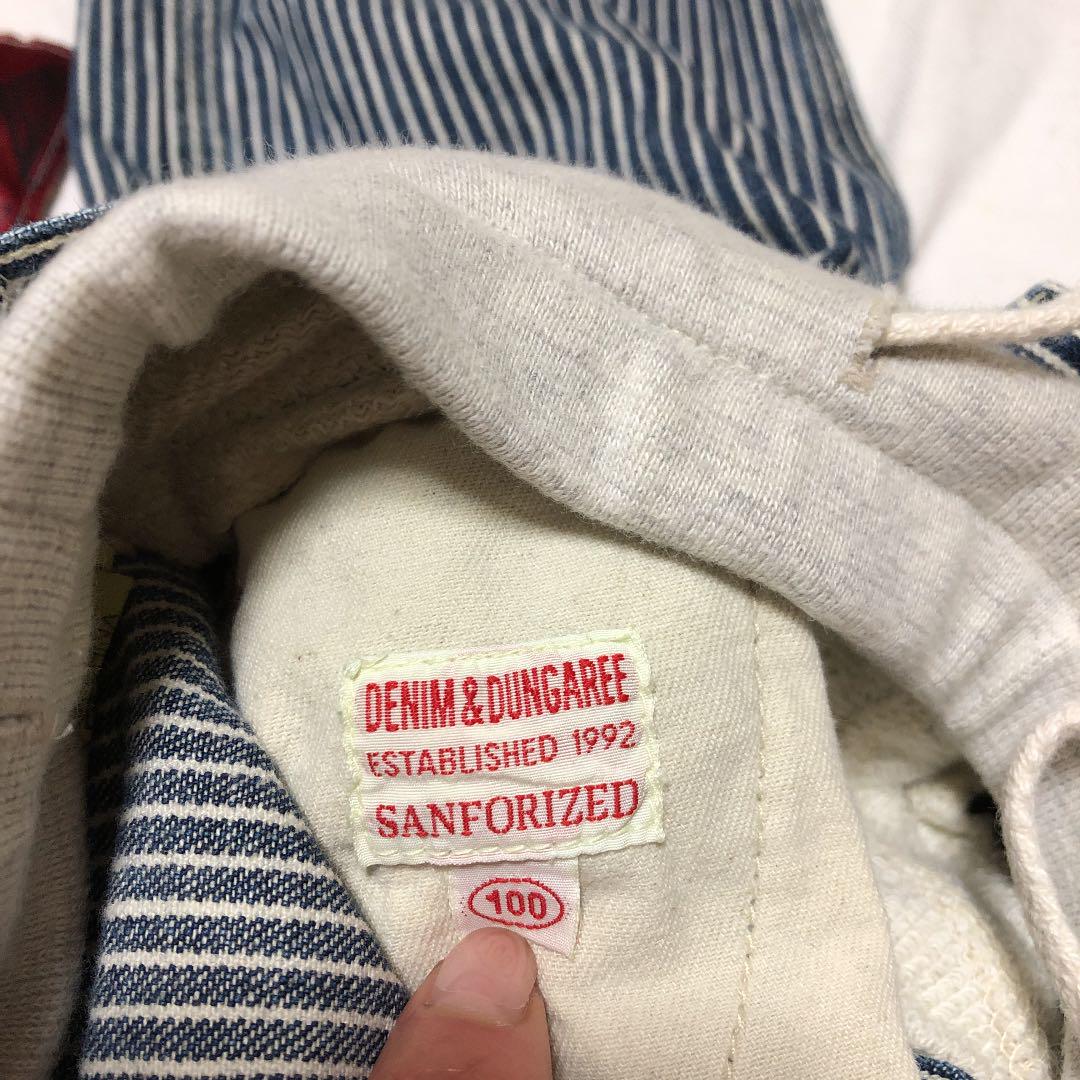 DENIM & DUNGAREE
ESTABLISHED 1992
SANFORIZED
100